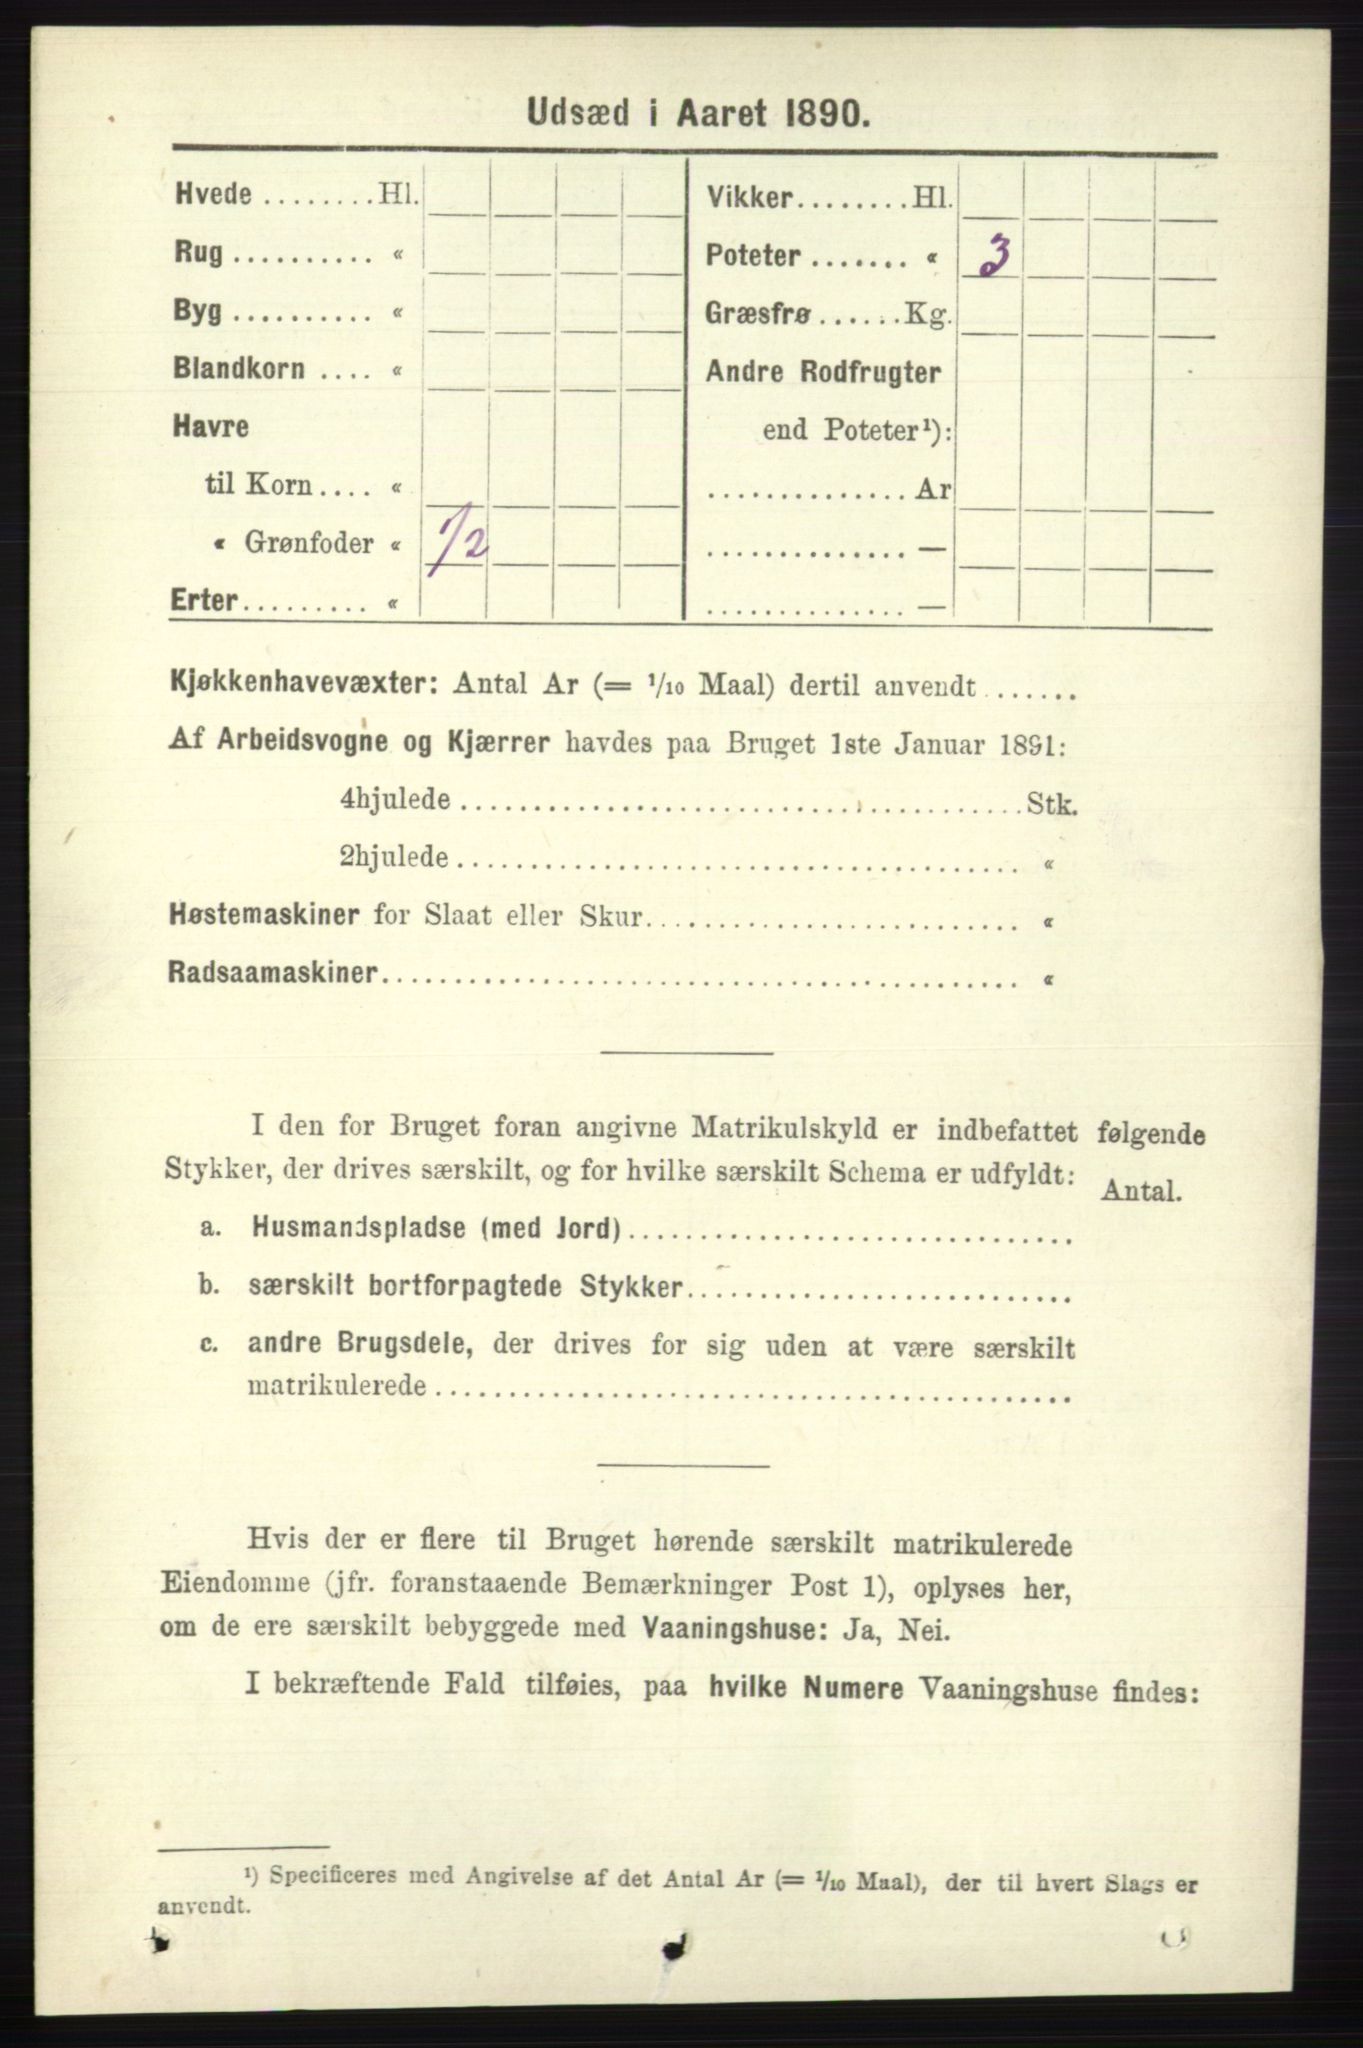 Udsæd i Aaret 1890.
Hvede ........ Hl.
Rug .......... «
Byg .......... «
Blandkorn .... «
Havre
til Korn .... «
« Grønfoder « 1/2
Erter ......... «
Vikker ........ Hl.
Poteter ....... « 3
Græsfrø ...... Kg.
Andre Rodfrugter
end Poteter¹):
.............. Ar
.............. —
.............. —
Kjøkkenhavevæxter: Antal Ar (= 1/10 Maal) dertil anvendt .......
Af Arbeidsvogne og Kjærrer havdes paa Bruget 1ste Januar 1891:
4hjulede ........................................ Stk.
2hjulede ........................................ «
Høstemaskiner for Slaat eller Skur ........................... «
Radsaamaskiner ............................................. «
I den for Bruget foran angivne Matrikulskyld er indbefattet følgende
Stykker, der drives særskilt, og for hvilke særskilt Schema er udfyldt:
Antal.
a. Husmandspladse (med Jord) ................................
b. særskilt bortforpagtede Stykker ............................
c. andre Brugsdele, der drives for sig uden at være særskilt
matrikulerede .............................................
Hvis der er flere til Bruget hørende særskilt matrikulerede
Eiendomme (jfr. foranstaaende Bemærkninger Post 1), oplyses her,
om de ere særskilt bebyggede med Vaaningshuse: Ja, Nei.
I bekræftende Fald tilføies, paa hvilke Numere Vaaningshuse findes:
¹) Specificeres med Angivelse af det Antal Ar (= 1/10 Maal), der til hvert Slags er
anvendt.